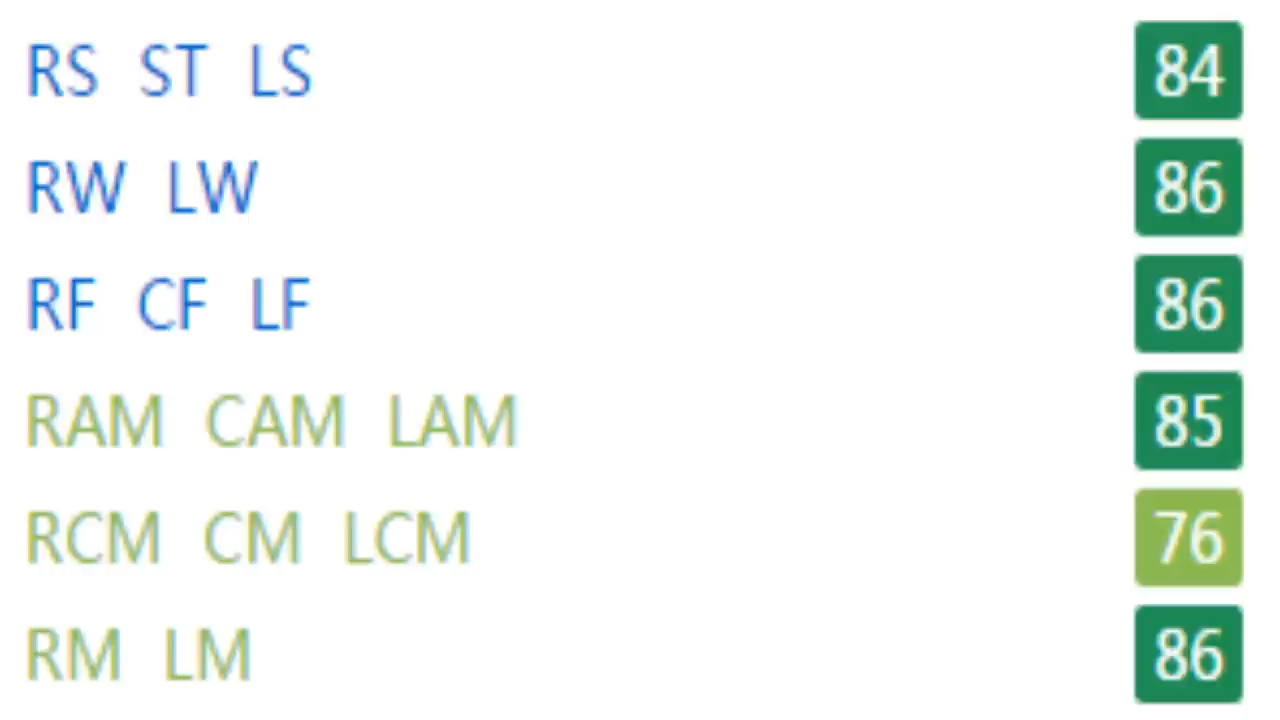 RS ST LS 84
RW LW 86
RF CF LF 86
RAM CAM LAM 85
RCM CM LCM 76
RM LM 86